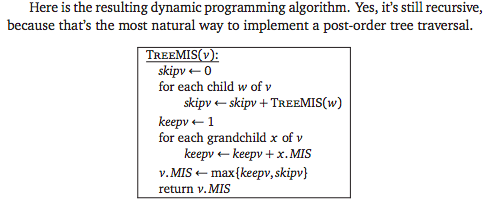 Here is the resulting dynamic programming algorithm. Yes, it's still recursive,
because that's the most natural way to implement a post-order tree traversal.
TREEMIS(v):
skipv ← 0
for each child w of v
skipv ← skipv + TREEMIS(w)
keepv ← 1
for each grandchild x of v
keepv ← keepv + x.MIS
v.MIS ← max{keepv, skipv}
return v.MIS